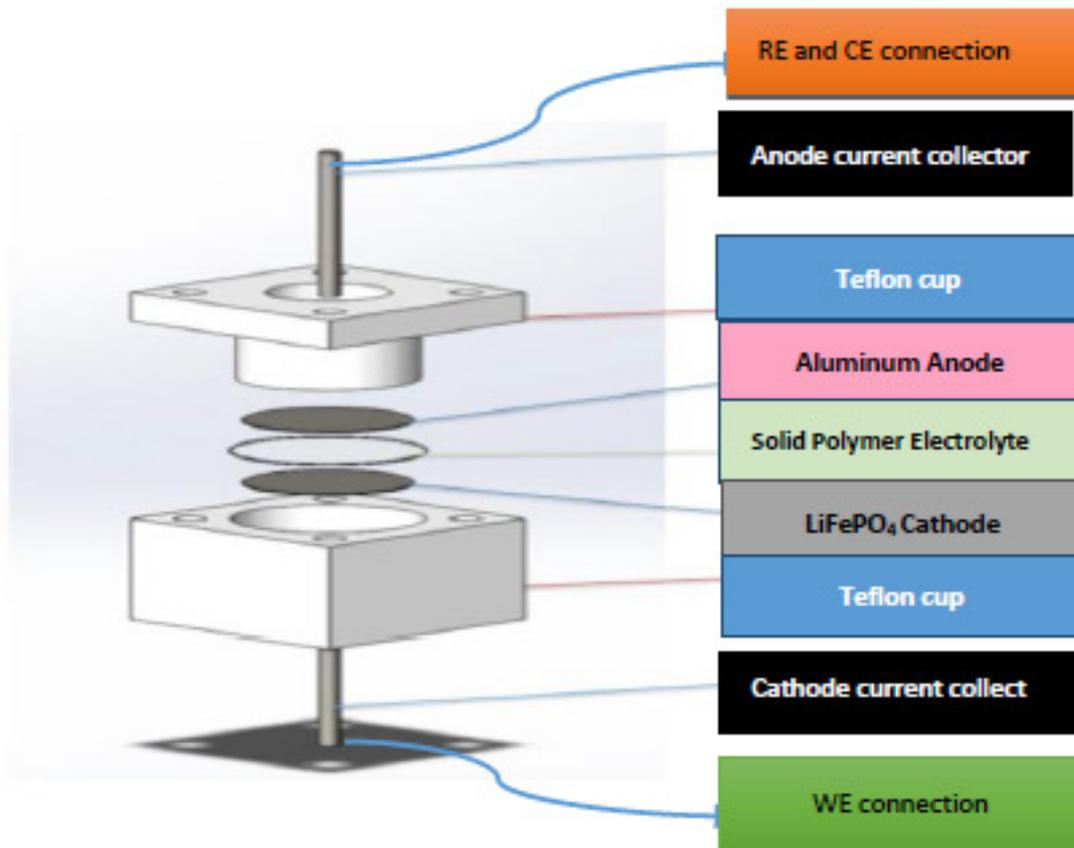 RE and CE connection
Anode current collector
Teflon cup
Aluminum Anode
Solid Polymer Electrolyte
LiFePO₄ Cathode
Teflon cup
Cathode current collect
WE connection